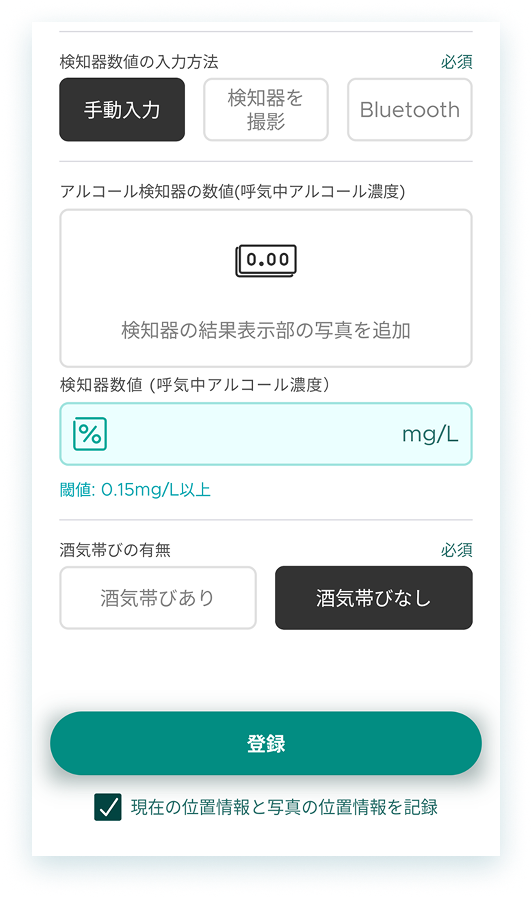 検知器数値の入力方法 必須
手動入力 検知器を Bluetooth
撮影
アルコール検知器の数値(呼気中アルコール濃度)
0.00
検知器の結果表示部の写真を追加
検知器数値（呼気中アルコール濃度）
% mg/L
閾値: 0.15mg/L以上
酒気帯びの有無 必須
酒気帯びあり 酒気帯びなし
登録
現在の位置情報と写真の位置情報を記録